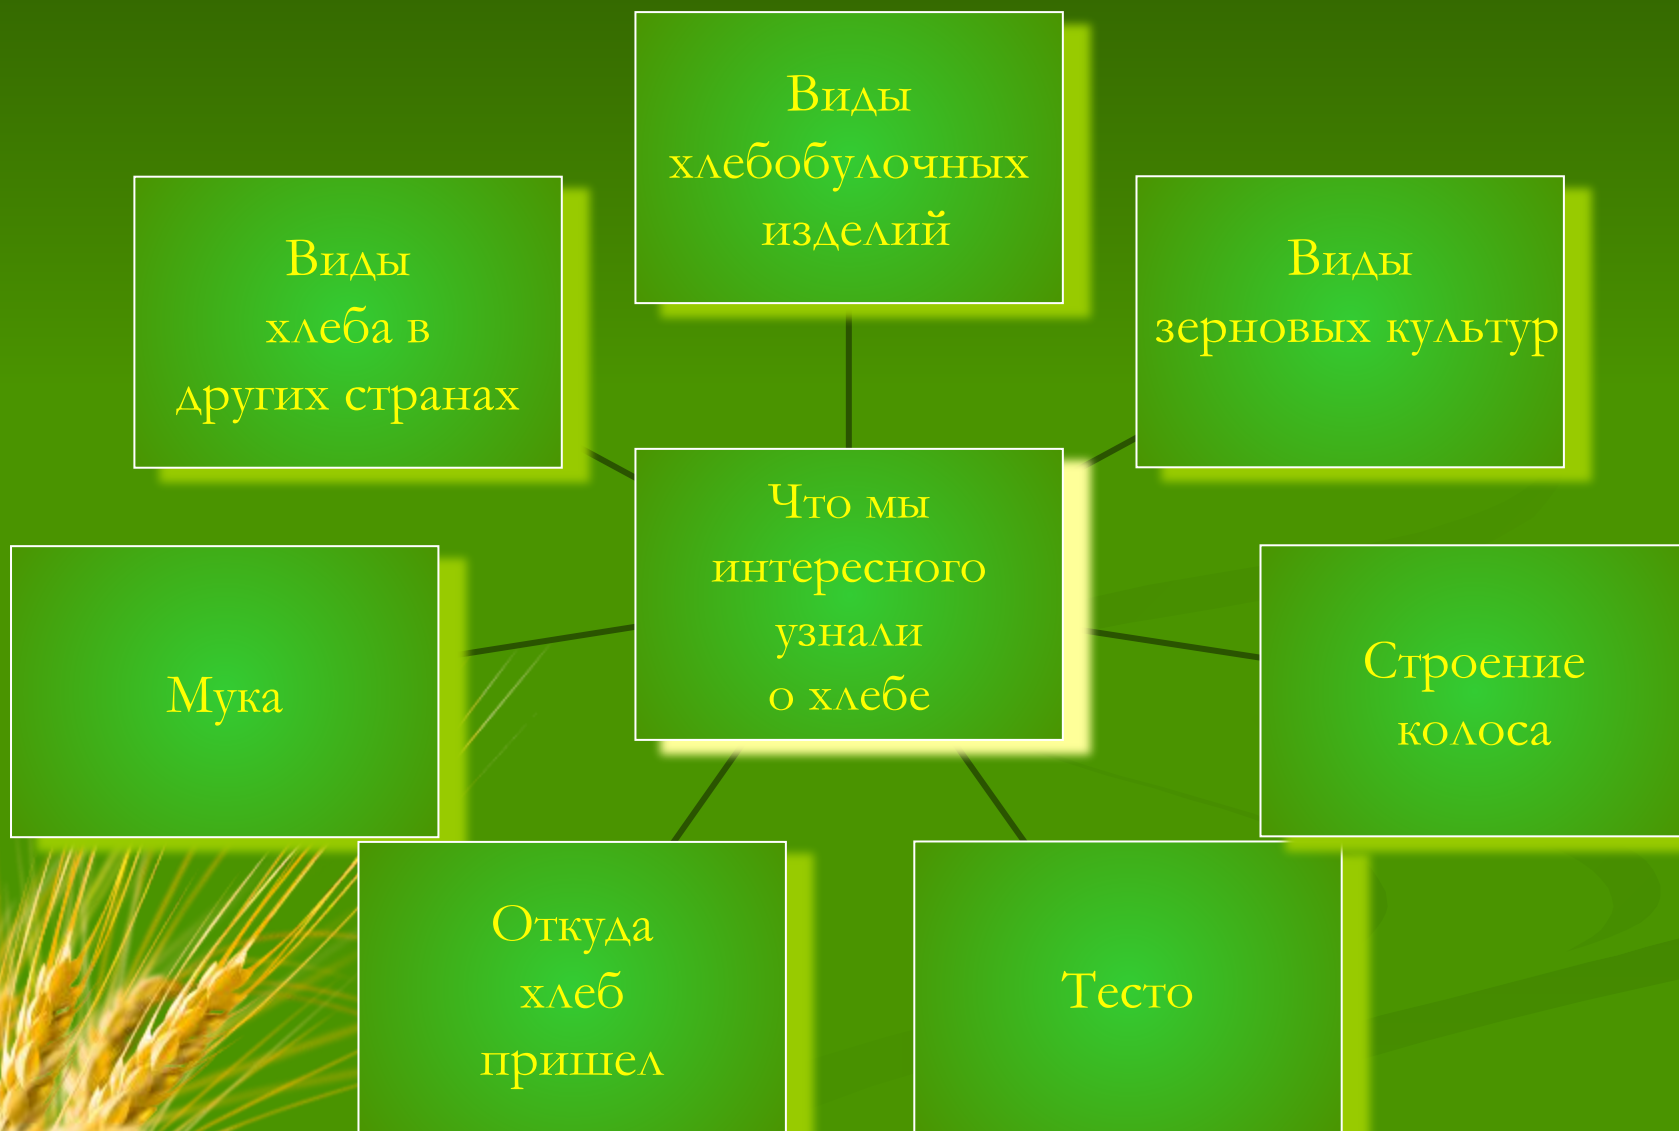 Виды
хлебобулочных
изделий
Виды
хлеба в
других странах
Виды
зерновых культур
Что мы
интересного
узнали
о хлебе
Мука
Строение
колоса
Откуда
хлеб
пришел
Тесто